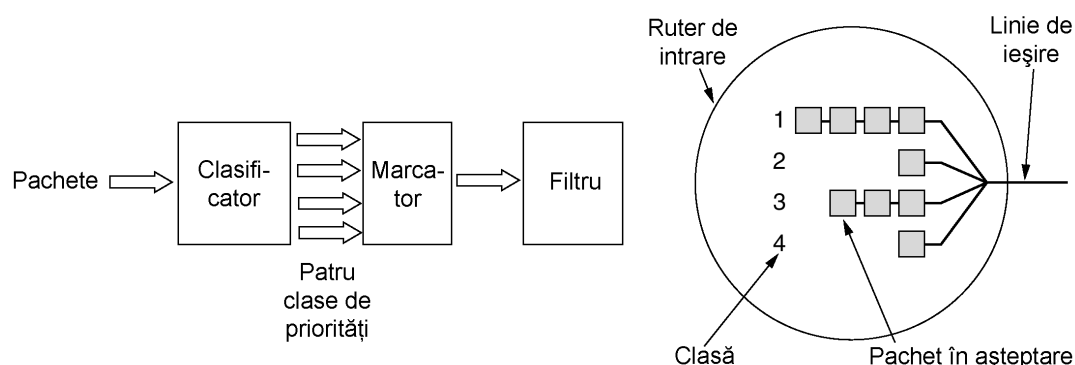 Pachete
Clasifi-
cator
Patru
clase de
priorități
Marca-
tor
Filtru
Ruter de
intrare
Linie de
ieşire
1
2
3
4
Clasă
Pachet în aşteptare